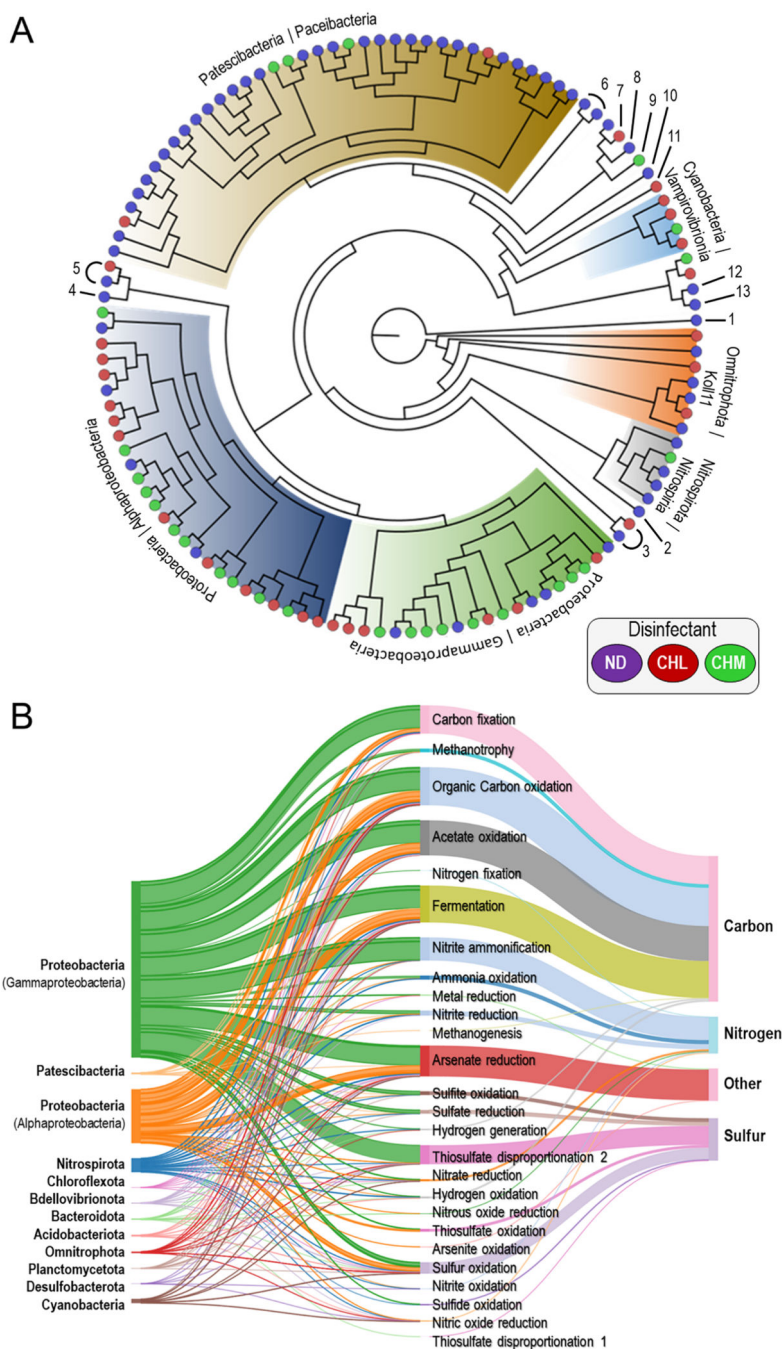 A
Patescibacteria | Paceibacteria
6
7
8
9
10
11
Cyanobacteria |
Vampirovibrionia
12
13
1
Omnitrophota |
Koll11
Nitrospirota |
Nitrospiria
2
3
Proteobacteria | Gammaproteobacteria
Proteobacteria | Alphaproteobacteria
4
5
Disinfectant
ND
CHL
CHM
B
Proteobacteria
(Gammaproteobacteria)
Patescibacteria
Proteobacteria
(Alphaproteobacteria)
Nitrospirota
Chloroflexota
Bdellovibrionota
Bacteroidota
Acidobacteriota
Omnitrophota
Planctomycetota
Desulfobacterota
Cyanobacteria
Carbon fixation
Methanotrophy
Organic Carbon oxidation
Acetate oxidation
Nitrogen fixation
Fermentation
Nitrite ammonification
Ammonia oxidation
Metal reduction
Nitrite reduction
Methanogenesis
Arsenate reduction
Sulfite oxidation
Sulfate reduction
Hydrogen generation
Thiosulfate disproportionation 2
Nitrate reduction
Hydrogen oxidation
Nitrous oxide reduction
Thiosulfate oxidation
Arsenite oxidation
Sulfur oxidation
Nitrite oxidation
Sulfide oxidation
Nitric oxide reduction
Thiosulfate disproportionation 1
Carbon
Nitrogen
Other
Sulfur